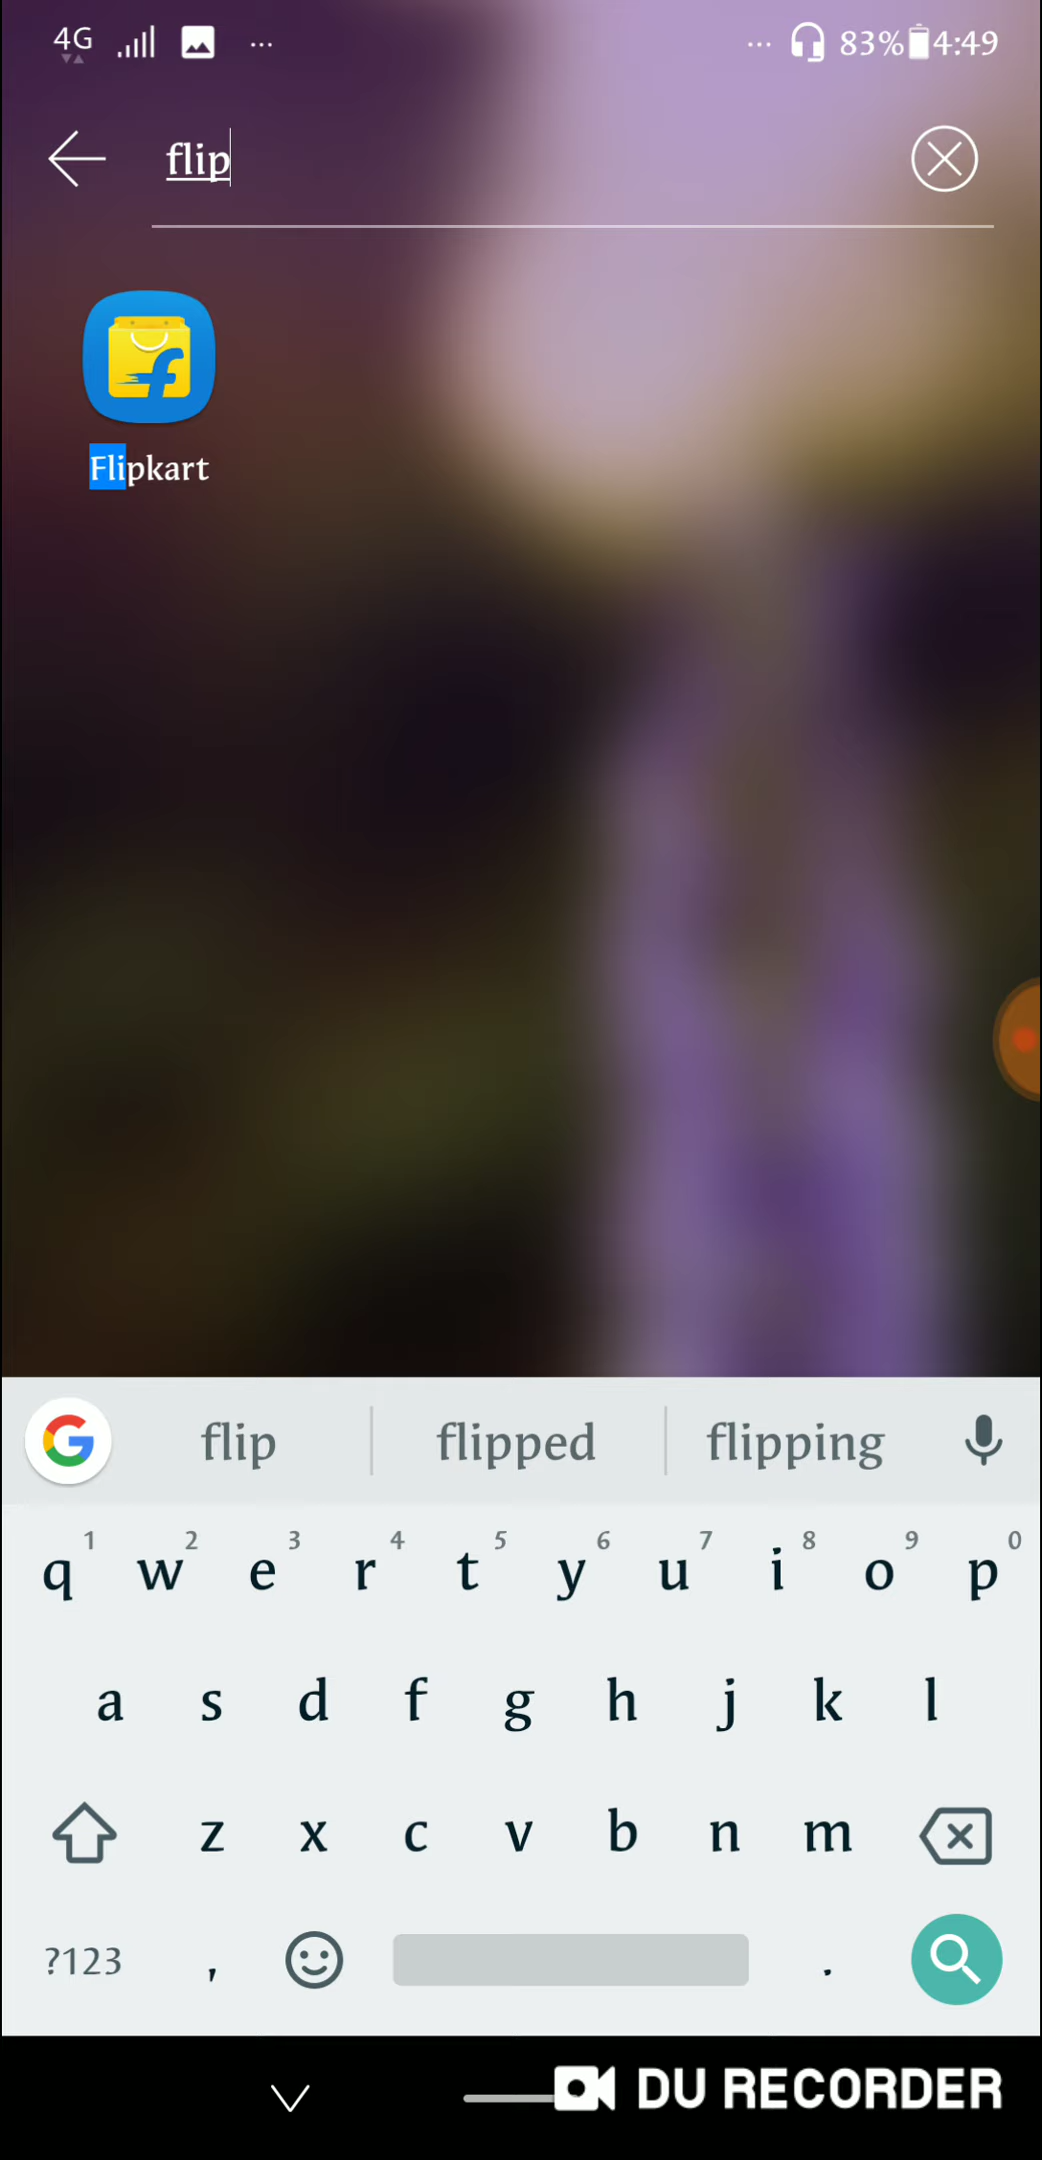 4G ... ... 83% 4:49
flip
Flipkart
flip flipped flipping
1 2 3 4 5 6 7 8 9 0
q w e r t y u i o p
a s d f g h j k l
z x c v b n m
?123 , .
DU RECORDER